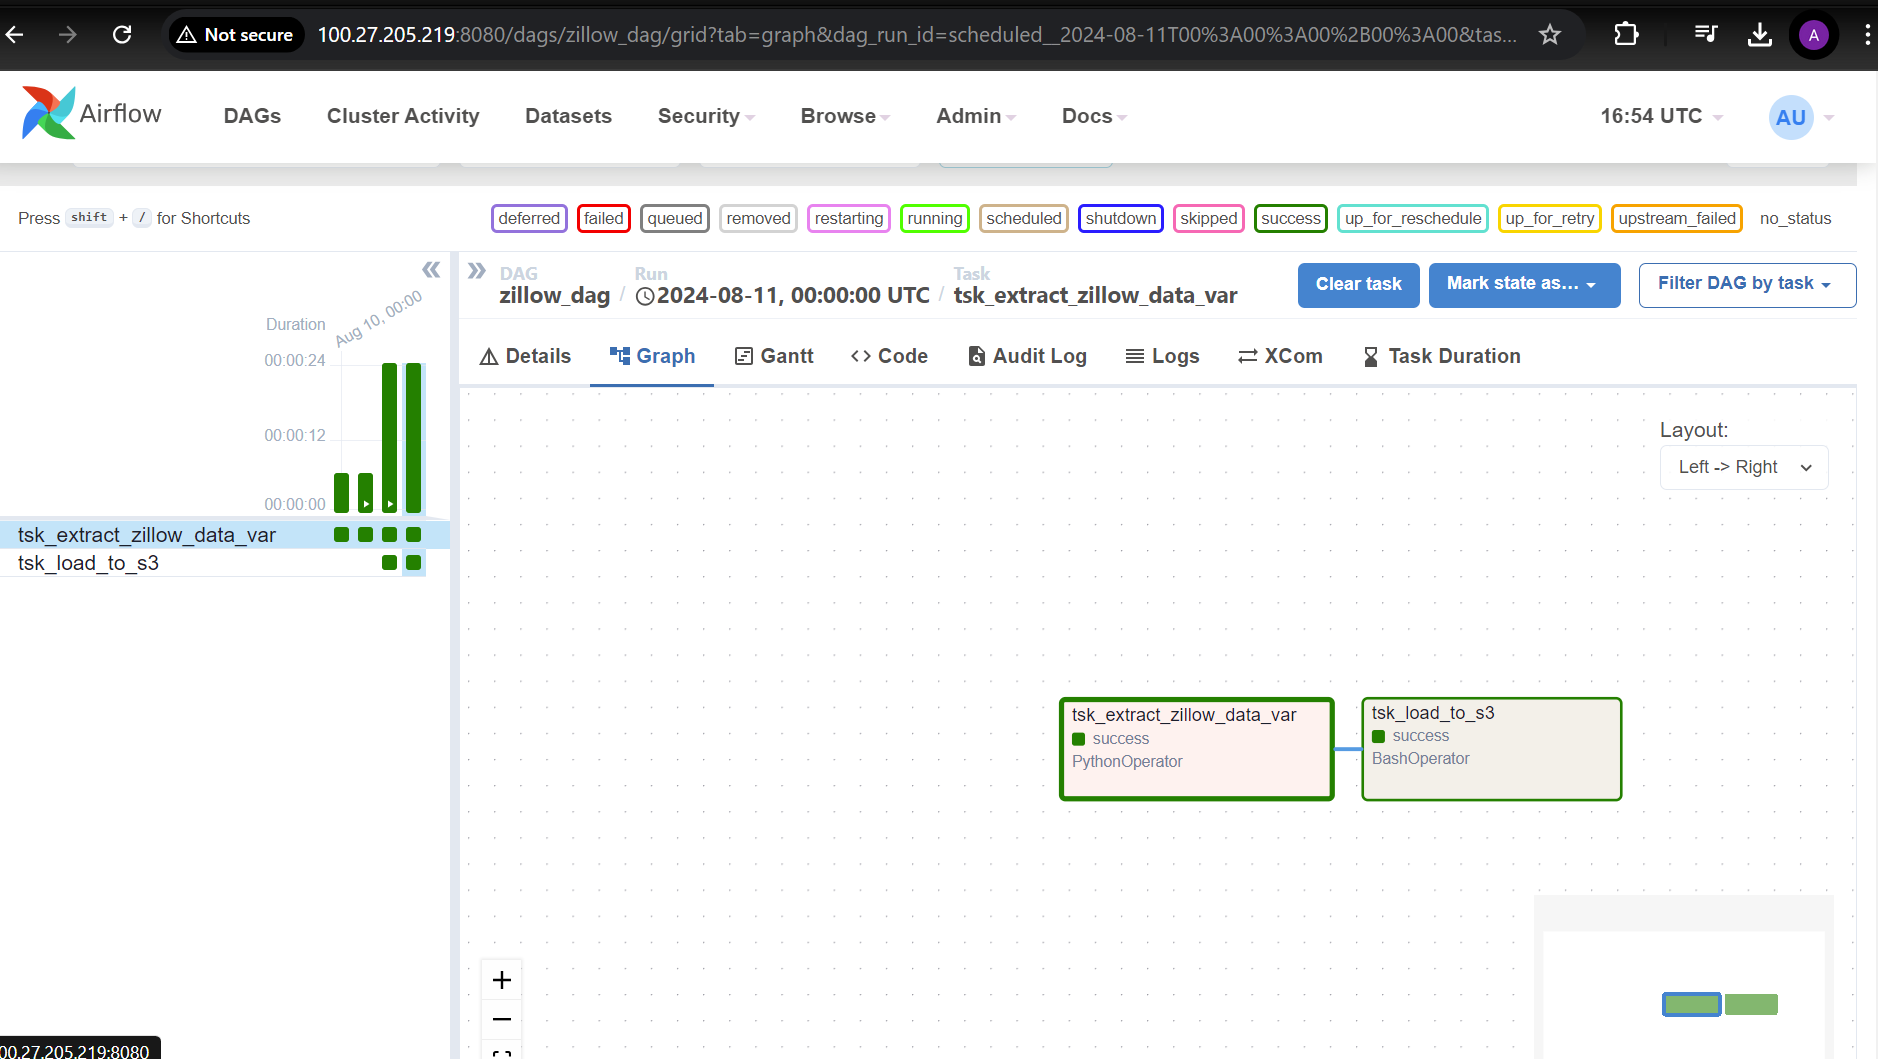 Not secure
100.27.205.219:8080/dags/zillow_dag/grid?tab=graph&dag_run_id=scheduled__2024-08-11T00%3A00%3A00%2B00%3A00&tas...
A
Airflow
DAGs
Cluster Activity
Datasets
Security
Browse
Admin
Docs
16:54 UTC
AU
Press shift + / for Shortcuts
deferred
failed
queued
removed
restarting
running
scheduled
shutdown
skipped
success
up_for_reschedule
up_for_retry
upstream_failed
no_status
Duration
Aug 10, 00:00
00:00:24
00:00:12
00:00:00
tsk_extract_zillow_data_var
tsk_load_to_s3
DAG
zillow_dag
/
Run
2024-08-11, 00:00:00 UTC
/
Task
tsk_extract_zillow_data_var
Clear task
Mark state as...
Filter DAG by task
Details
Graph
Gantt
Code
Audit Log
Logs
XCom
Task Duration
Layout:
Left -> Right
tsk_extract_zillow_data_var
success
PythonOperator
tsk_load_to_s3
success
BashOperator
00.27.205.219:8080